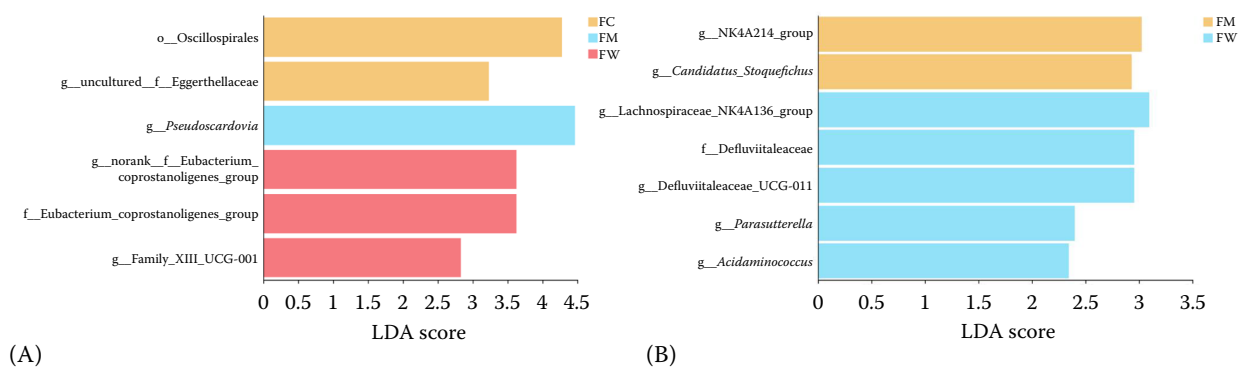 o__Oscillospirales
g__uncultured__f__Eggerthellaceae
g__Pseudoscardovia
g__norank__f__Eubacterium_
coprostanoligenes_group
f__Eubacterium_coprostanoligenes_group
g__Family_XIII_UCG-001
0 0.5 1 1.5 2 2.5 3 3.5 4 4.5
LDA score
FC
FM
FW
(A)
g__NK4A214_group
g__Candidatus_Stoquefichus
g__Lachnospiraceae_NK4A136_group
f__Defluviitaleaceae
g__Defluviitaleaceae_UCG-011
g__Parasutterella
g__Acidaminococcus
0 0.5 1 1.5 2 2.5 3 3.5
LDA score
FM
FW
(B)